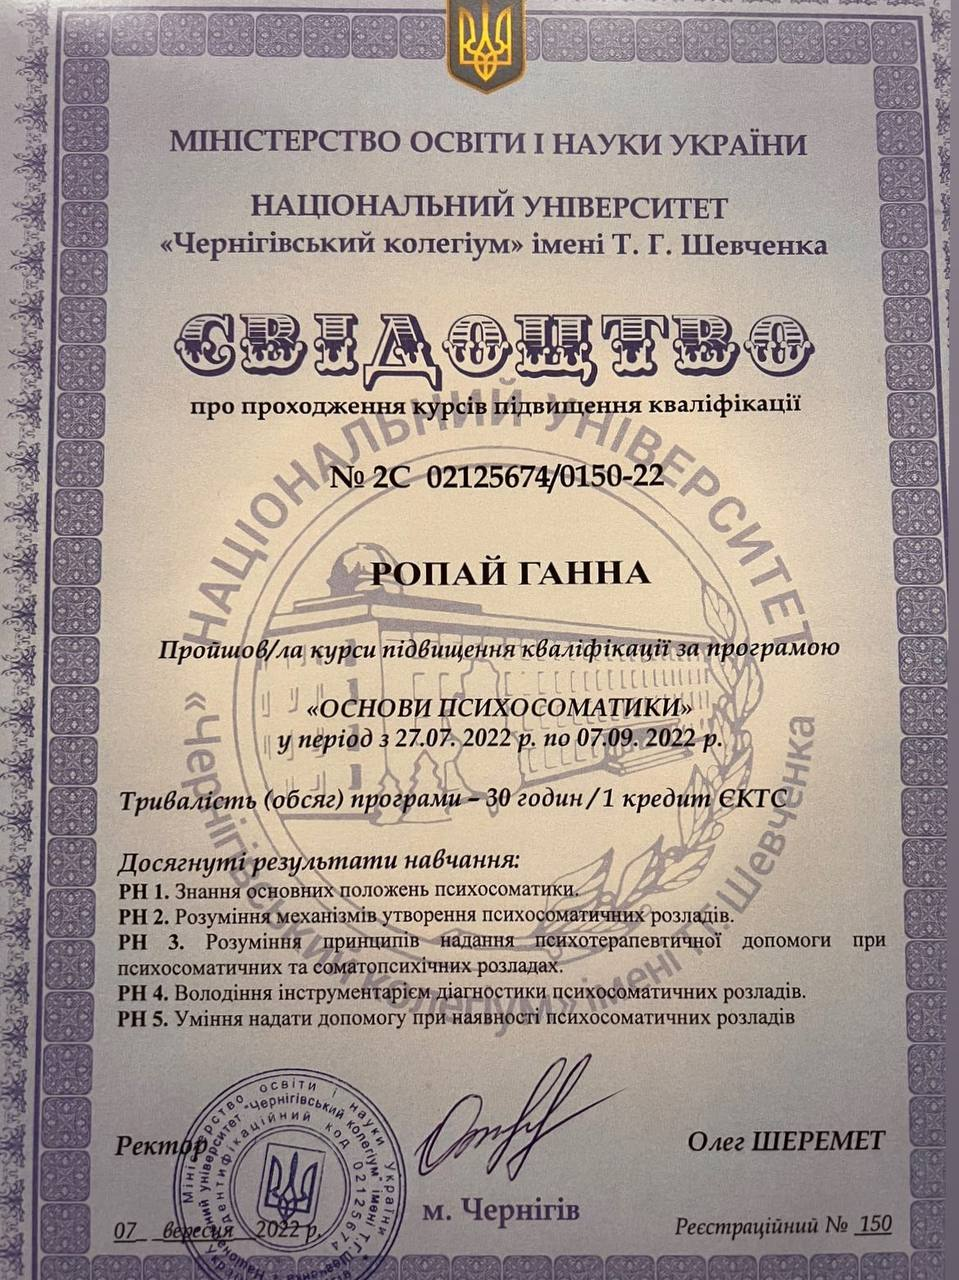 МІНІСТЕРСТВО ОСВІТИ І НАУКИ УКРАЇНИ
НАЦІОНАЛЬНИЙ УНІВЕРСИТЕТ
«Чернігівський колегіум» імені Т. Г. Шевченка
СВІДОЦТВО
про проходження курсів підвищення кваліфікації
№ 2С 02125674/0150-22
РОПАЙ ГАННА
Пройшов/ла курси підвищення кваліфікації за програмою
«ОСНОВИ ПСИХОСОМАТИКИ»
у період з 27.07. 2022 р. по 07.09. 2022 р.
Тривалість (обсяг) програми – 30 годин / 1 кредит ЄКТС
Досягнуті результати навчання:
РН 1. Знання основних положень психосоматики.
РН 2. Розуміння механізмів утворення психосоматичних розладів.
РН 3. Розуміння принципів надання психотерапевтичної допомоги при
психосоматичних та соматопсихічних розладах.
РН 4. Володіння інструментарієм діагностики психосоматичних розладів.
РН 5. Уміння надати допомогу при наявності психосоматичних розладів
Ректор
Олег ШЕРЕМЕТ
м. Чернігів
07 вересня 2022 р.
Реєстраційний № 150
НАЦІОНАЛЬНИЙ УНІВЕРСИТЕТ
«Чернігівський колегіум» імені Т.Г.Шевченка
Міністерство освіти і науки України
"Чернігівський колегіум" імені Т.Г.Шевченка
ідентифікаційний код 02125674